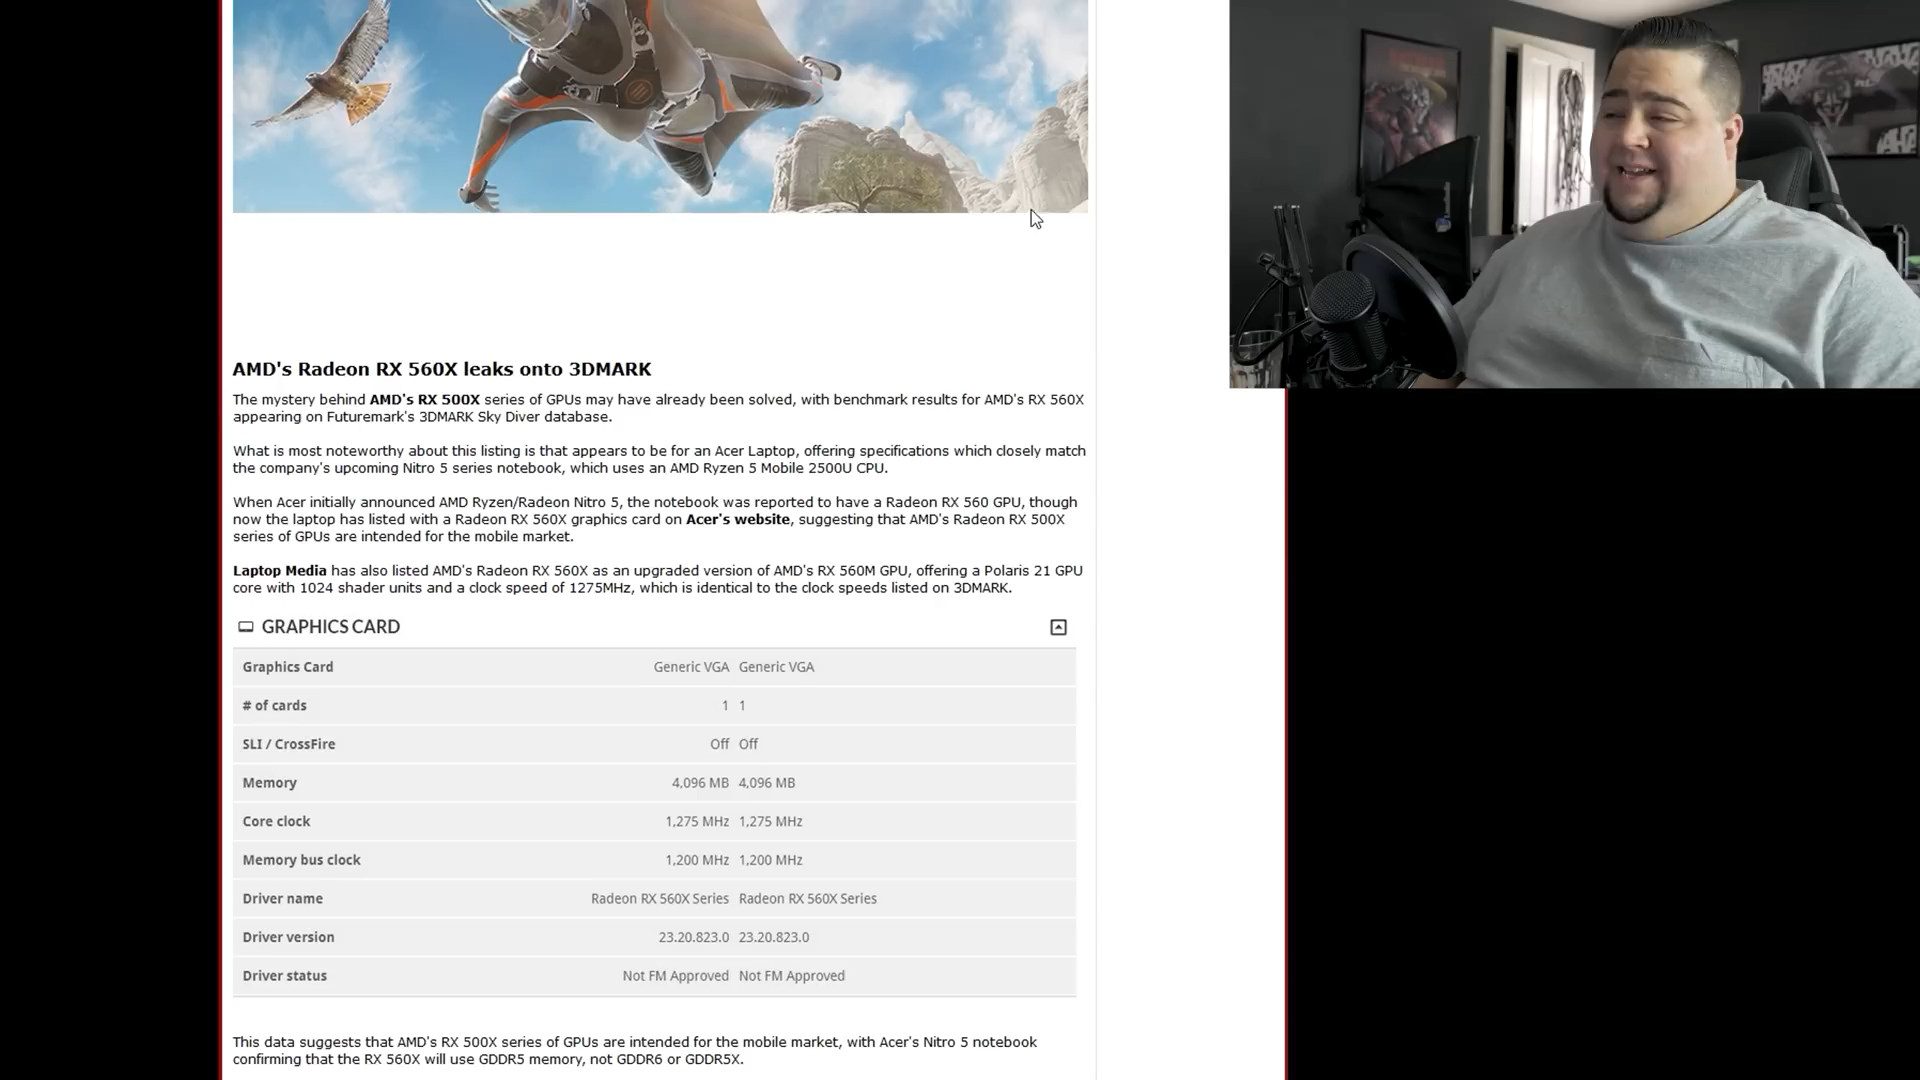 AMD's Radeon RX 560X leaks onto 3DMARK
The mystery behind AMD's RX 500X series of GPUs may have already been solved, with benchmark results for AMD's RX 560X
appearing on Futuremark's 3DMARK Sky Diver database.
What is most noteworthy about this listing is that appears to be for an Acer Laptop, offering specifications which closely match
the company's upcoming Nitro 5 series notebook, which uses an AMD Ryzen 5 Mobile 2500U CPU.
When Acer initially announced AMD Ryzen/Radeon Nitro 5, the notebook was reported to have a Radeon RX 560 GPU, though
now the laptop has listed with a Radeon RX 560X graphics card on Acer's website, suggesting that AMD's Radeon RX 500X
series of GPUs are intended for the mobile market.
Laptop Media has also listed AMD's Radeon RX 560X as an upgraded version of AMD's RX 560M GPU, offering a Polaris 21 GPU
core with 1024 shader units and a clock speed of 1275MHz, which is identical to the clock speeds listed on 3DMARK.
GRAPHICS CARD
Graphics Card Generic VGA Generic VGA
# of cards 1 1
SLI / CrossFire Off Off
Memory 4,096 MB 4,096 MB
Core clock 1,275 MHz 1,275 MHz
Memory bus clock 1,200 MHz 1,200 MHz
Driver name Radeon RX 560X Series Radeon RX 560X Series
Driver version 23.20.823.0 23.20.823.0
Driver status Not FM Approved Not FM Approved
This data suggests that AMD's RX 500X series of GPUs are intended for the mobile market, with Acer's Nitro 5 notebook
confirming that the RX 560X will use GDDR5 memory, not GDDR6 or GDDR5X.